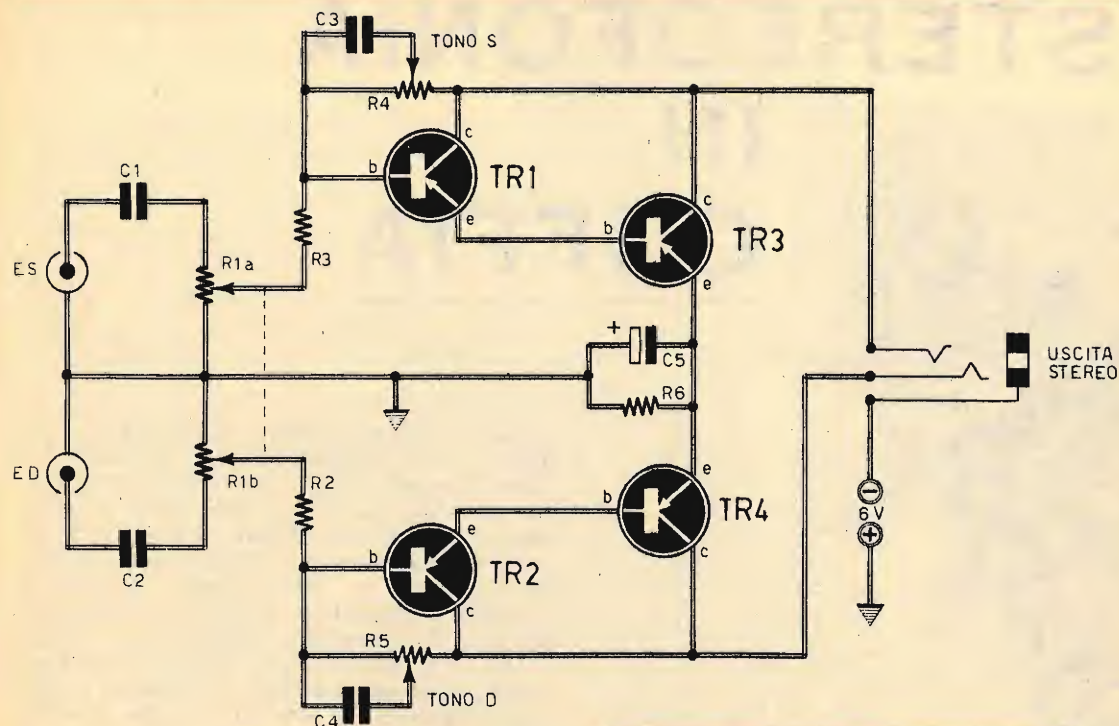 C3
TONO S
R4
C1
b
c
TR1
e
R3
b
c
TR3
e
ES
R1a
+
C5
R6
USCITA
STEREO
ED
R1b
R2
e
b
TR4
c
−
6V
+
C2
b
e
TR2
c
R5
TONO D
C4